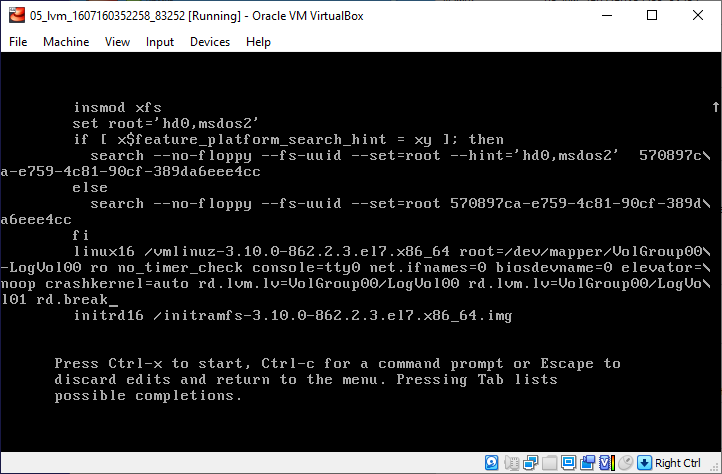 05_lvm_1607160352258_83252 [Running] - Oracle VM VirtualBox
File Machine View Input Devices Help
insmod xfs
set root='hd0,msdos2'
if [ x$feature_platform_search_hint = xy ]; then
search --no-floppy --fs-uuid --set=root --hint='hd0,msdos2' 570897c\
a-e759-4c81-90cf-389da6eee4cc
else
search --no-floppy --fs-uuid --set=root 570897ca-e759-4c81-90cf-389d\
a6eee4cc
fi
linux16 /vmlinuz-3.10.0-862.2.3.el7.x86_64 root=/dev/mapper/VolGroup00\
-LogVol00 ro no_timer_check console=tty0 net.ifnames=0 biosdevname=0 elevator=\
noop crashkernel=auto rd.lvm.lv=VolGroup00/LogVol00 rd.lvm.lv=VolGroup00/LogVo\
l01 rd.break_
initrd16 /initramfs-3.10.0-862.2.3.el7.x86_64.img
Press Ctrl-x to start, Ctrl-c for a command prompt or Escape to
discard edits and return to the menu. Pressing Tab lists
possible completions.
Right Ctrl